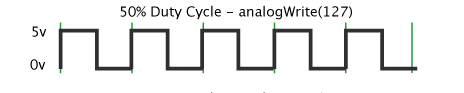 50% Duty Cycle – analogWrite(127)
5v
0v